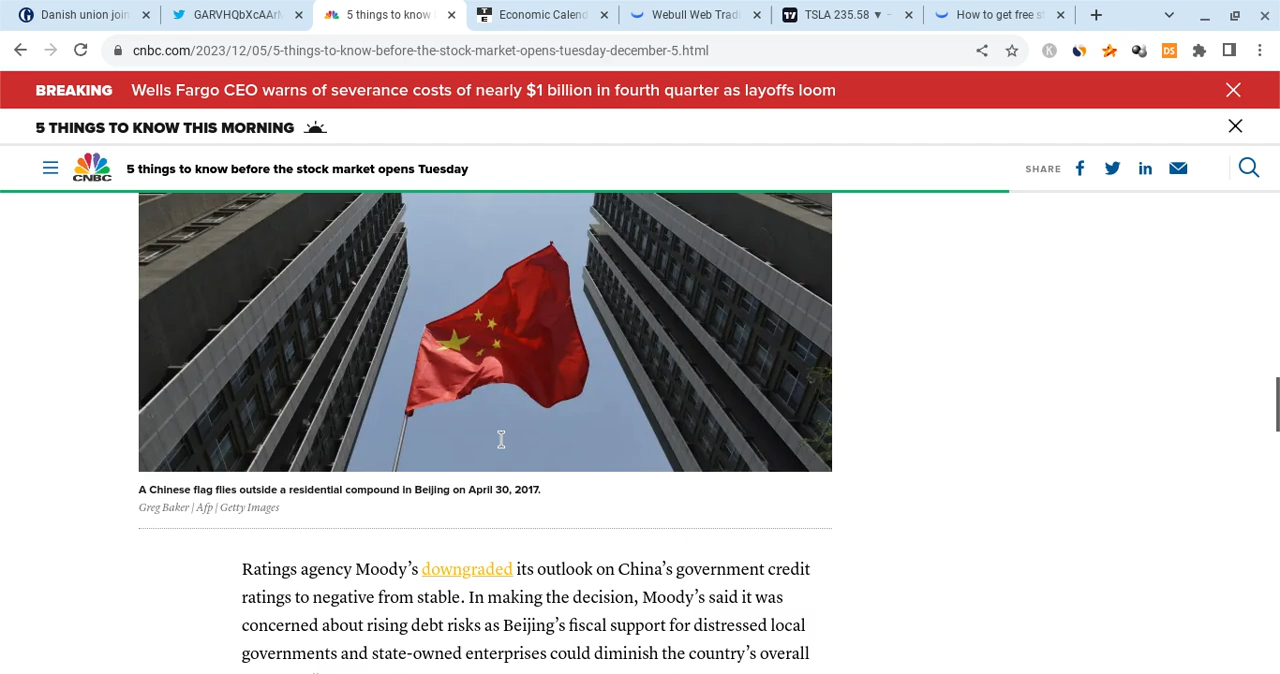 Danish union join
GARVHQbXcAAr
5 things to know
Economic Calend
Webull Web Trad
TSLA 235.58 ▼ −
How to get free s
cnbc.com/2023/12/05/5-things-to-know-before-the-stock-market-opens-tuesday-december-5.html
BREAKING Wells Fargo CEO warns of severance costs of nearly $1 billion in fourth quarter as layoffs loom
5 THINGS TO KNOW THIS MORNING
CNBC
5 things to know before the stock market opens Tuesday
SHARE
A Chinese flag flies outside a residential compound in Beijing on April 30, 2017.
Greg Baker | Afp | Getty Images
Ratings agency Moody’s downgraded its outlook on China’s government credit
ratings to negative from stable. In making the decision, Moody’s said it was
concerned about rising debt risks as Beijing’s fiscal support for distressed local
governments and state-owned enterprises could diminish the country’s overall